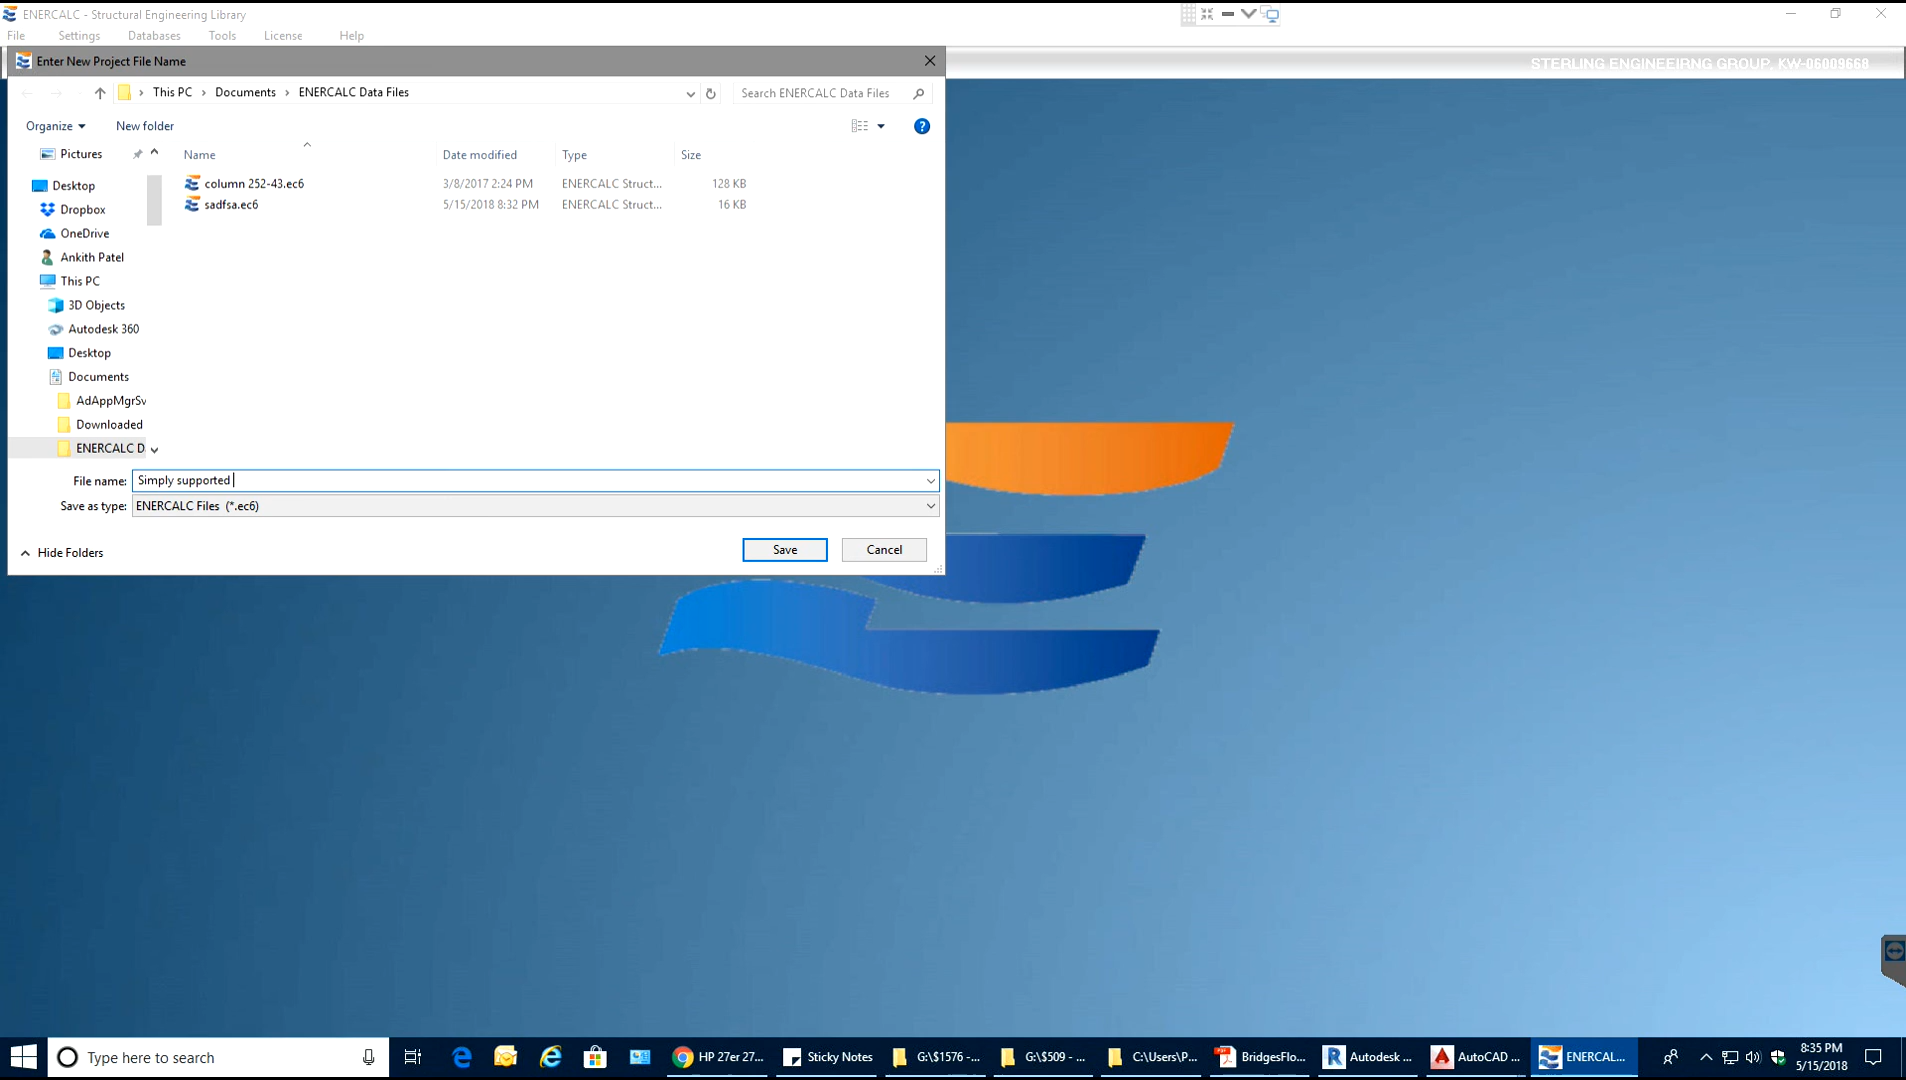 ENERCALC - Structural Engineering Library
File Settings Databases Tools License Help
STERLING ENGINEEIRNG GROUP. KW-06009668
Enter New Project File Name
This PC > Documents > ENERCALC Data Files
Search ENERCALC Data Files
Organize New folder
Name Date modified Type Size
column 252-43.ec6 3/8/2017 2:24 PM ENERCALC Struct... 128 KB
sadfsa.ec6 5/15/2018 8:32 PM ENERCALC Struct... 16 KB
Pictures
Desktop
Dropbox
OneDrive
Ankith Patel
This PC
3D Objects
Autodesk 360
Desktop
Documents
AdAppMgrSv
Downloaded
ENERCALC D
File name: Simply supported
Save as type: ENERCALC Files (*.ec6)
Hide Folders
Save Cancel
Type here to search
HP 27er 27...
Sticky Notes
G:\$1576 -...
G:\$509 - ...
C:\Users\P...
BridgesFlo...
Autodesk ...
AutoCAD ...
ENERCAL...
8:35 PM
5/15/2018